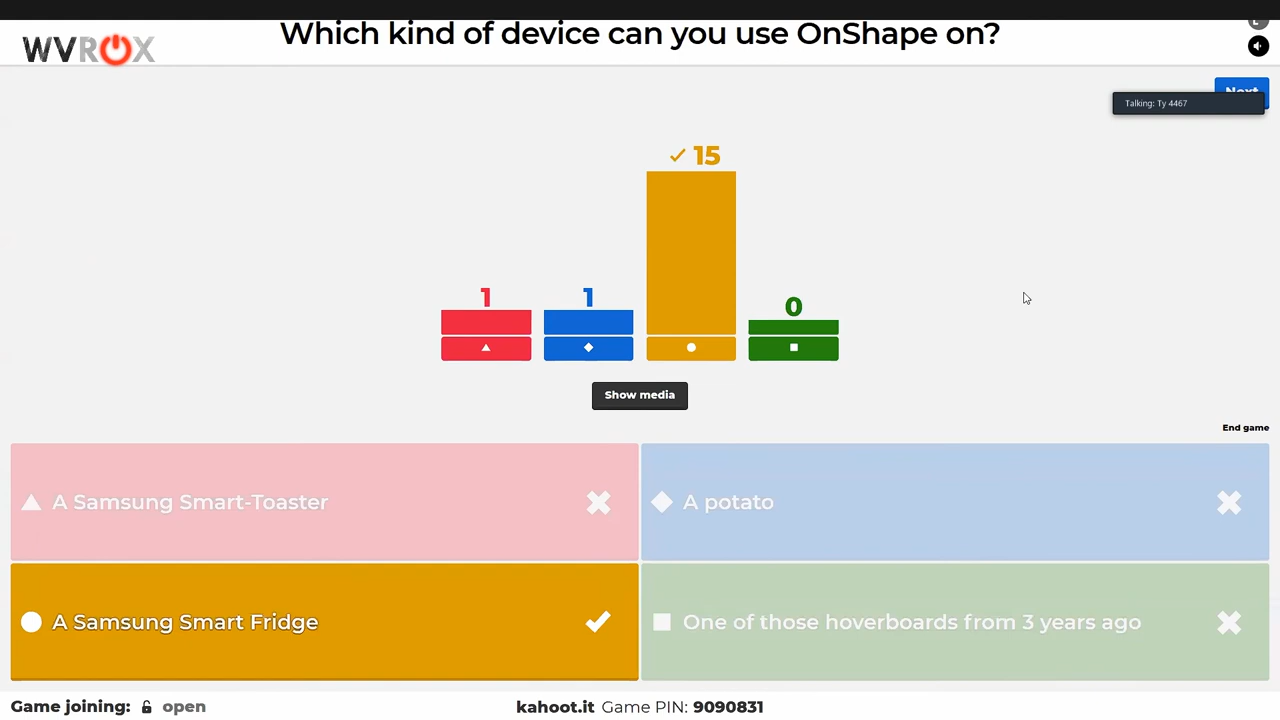 Which kind of device can you use OnShape on?
WVROX
Next
Talking: Ty 4467
15
1
1
0
Show media
End game
A Samsung Smart-Toaster
A potato
A Samsung Smart Fridge
One of those hoverboards from 3 years ago
Game joining: open
kahoot.it Game PIN: 9090831